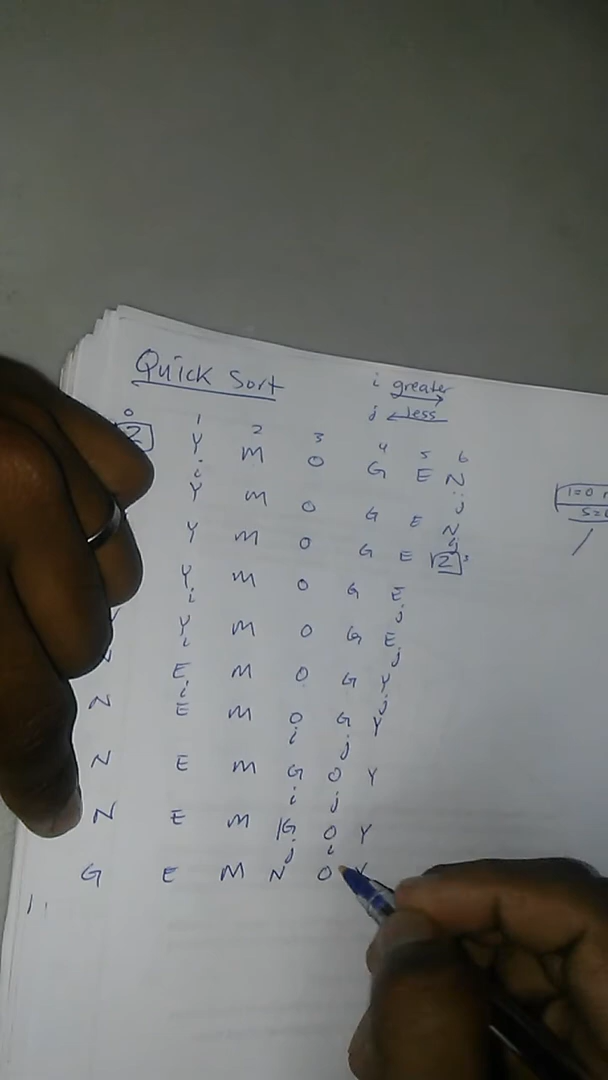 Quick Sort
i greater
j less
0 1 2 3 4 5 6
Z Y M O G E N
i j
Y M O G E N
j
Y M O G E Z
Y M O G E
i j
Y M O G E
i j
E M O G Y
i j
N E M O G Y
i j
N E M G O Y
i j
N E M G O Y
j i
G E M N O Y